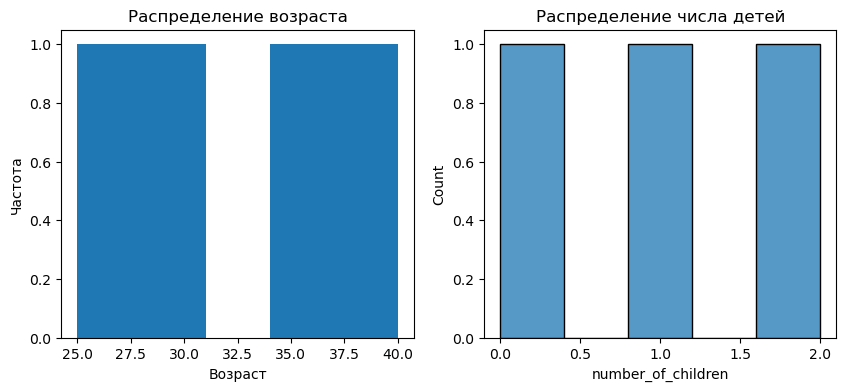 Распределение возраста
1.0
0.8
0.6
0.4
0.2
0.0
Частота
25.0 27.5 30.0 32.5 35.0 37.5 40.0
Возраст
Распределение числа детей
1.0
0.8
0.6
0.4
0.2
0.0
Count
0.0 0.5 1.0 1.5 2.0
number_of_children